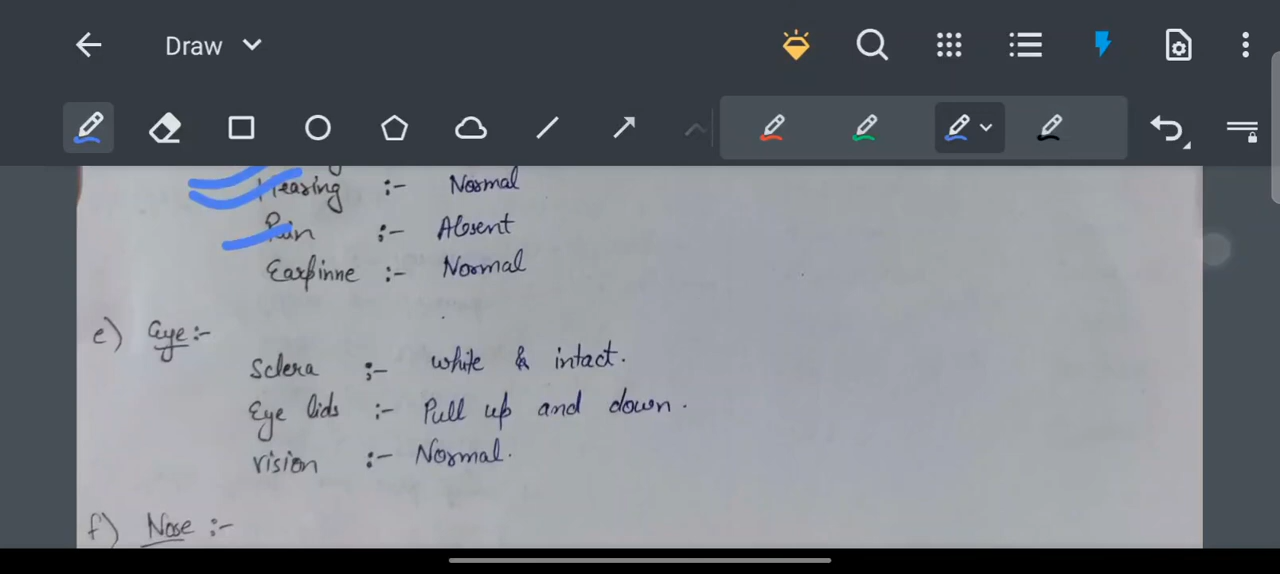 Draw
Hearing :- Normal
Pain :- Absent
Earpinne :- Normal
e) Eye:-
Sclera :- white & intact.
Eye lids :- Pull up and down.
vision :- Normal.
f) Nose :-